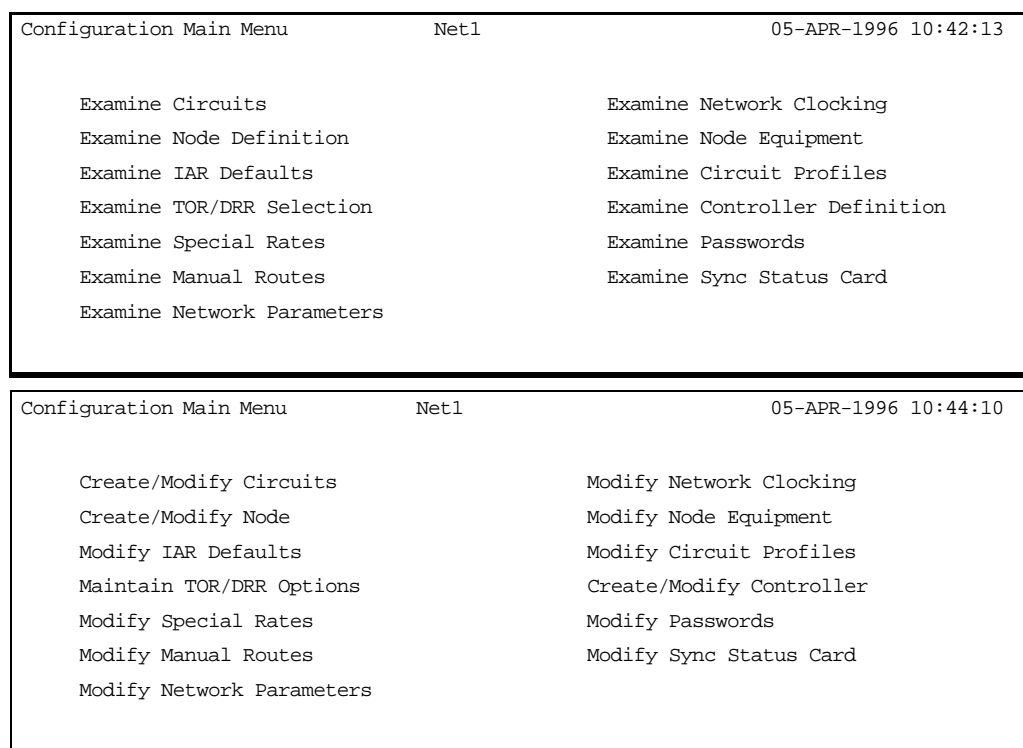 Configuration Main Menu Net1 05-APR-1996 10:42:13
Examine Circuits Examine Network Clocking
Examine Node Definition Examine Node Equipment
Examine IAR Defaults Examine Circuit Profiles
Examine TOR/DRR Selection Examine Controller Definition
Examine Special Rates Examine Passwords
Examine Manual Routes Examine Sync Status Card
Examine Network Parameters
Configuration Main Menu Net1 05-APR-1996 10:44:10
Create/Modify Circuits Modify Network Clocking
Create/Modify Node Modify Node Equipment
Modify IAR Defaults Modify Circuit Profiles
Maintain TOR/DRR Options Create/Modify Controller
Modify Special Rates Modify Passwords
Modify Manual Routes Modify Sync Status Card
Modify Network Parameters